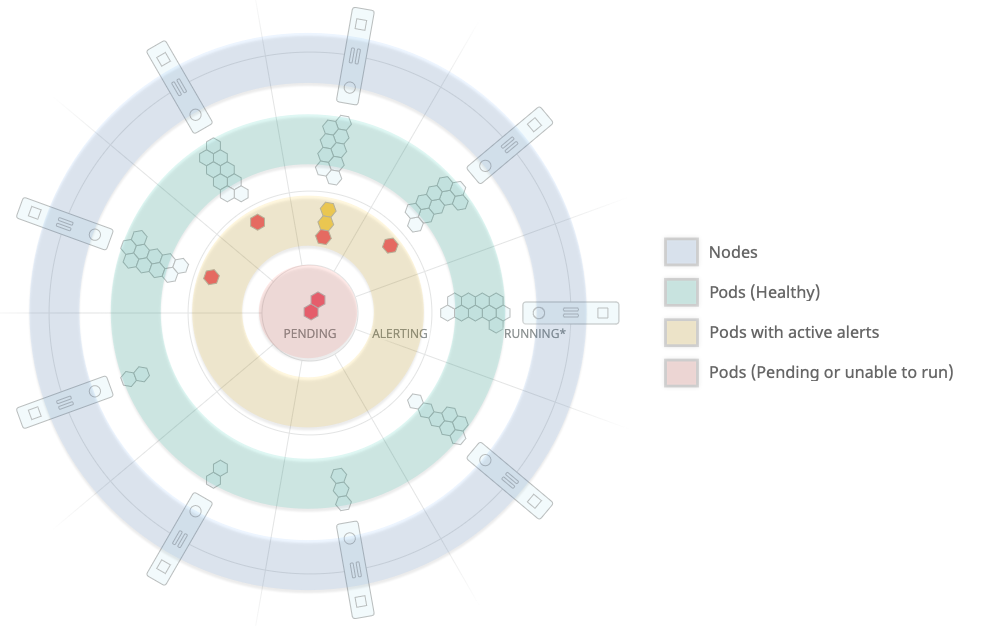 PENDING
ALERTING
RUNNING*
Nodes
Pods (Healthy)
Pods with active alerts
Pods (Pending or unable to run)